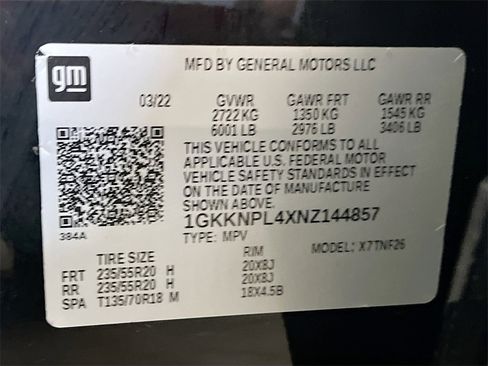 gm
MFD BY GENERAL MOTORS LLC
03/22 GVWR GAWR FRT GAWR RR
2722 KG 1350 KG 1545 KG
6001 LB 2976 LB 3406 LB
THIS VEHICLE CONFORMS TO ALL
APPLICABLE U.S. FEDERAL MOTOR
VEHICLE SAFETY STANDARDS IN EFFECT
ON THE DATE OF MANUFACTURE
SHOWN ABOVE.
384A
1GKKNPL4XNZ144857
TYPE: MPV MODEL: X7TNF26
TIRE SIZE RIM
FRT 235/55R20 H 20X8J
RR 235/55R20 H 20X8J
SPA T135/70R18 M 18X4.5B